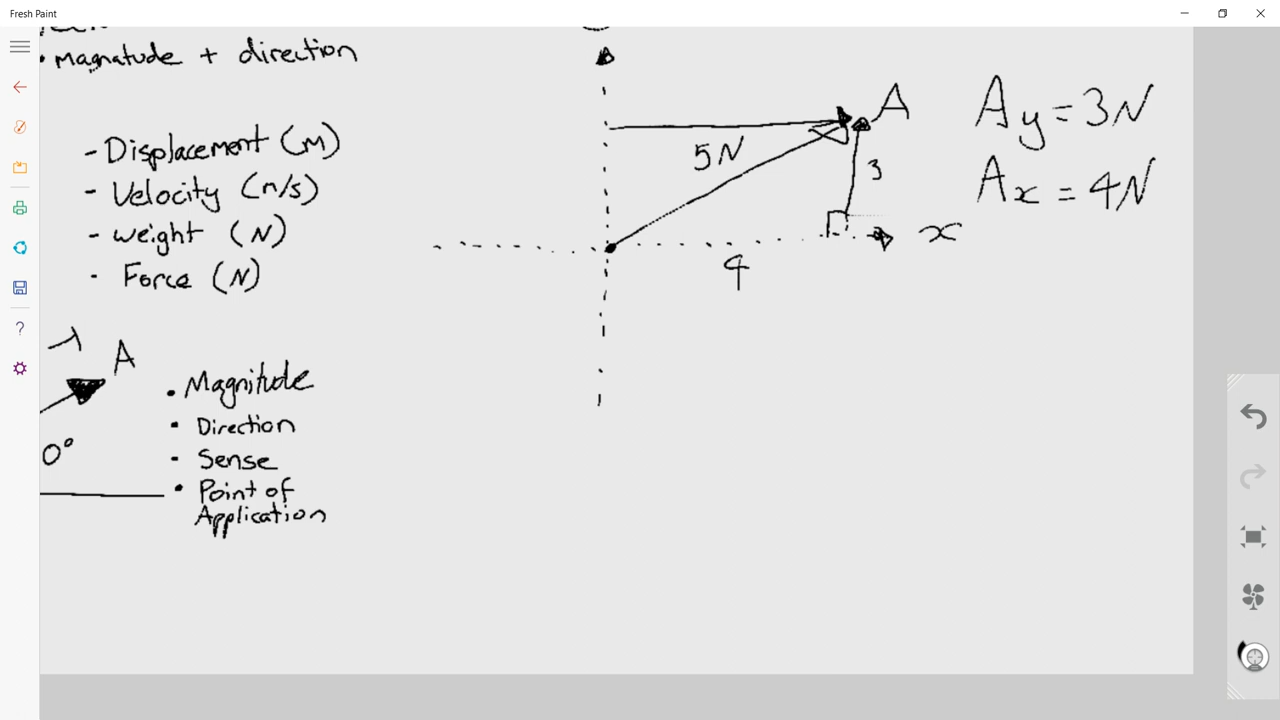 Fresh Paint
• magnatude + direction
- Displacement (m)
- Velocity (m/s)
- weight (N)
- Force (N)
A
0°
• Magnitude
• Direction
- Sense
• Point of
Application
A
5N
3
x
4
Ay = 3N
Ax = 4N